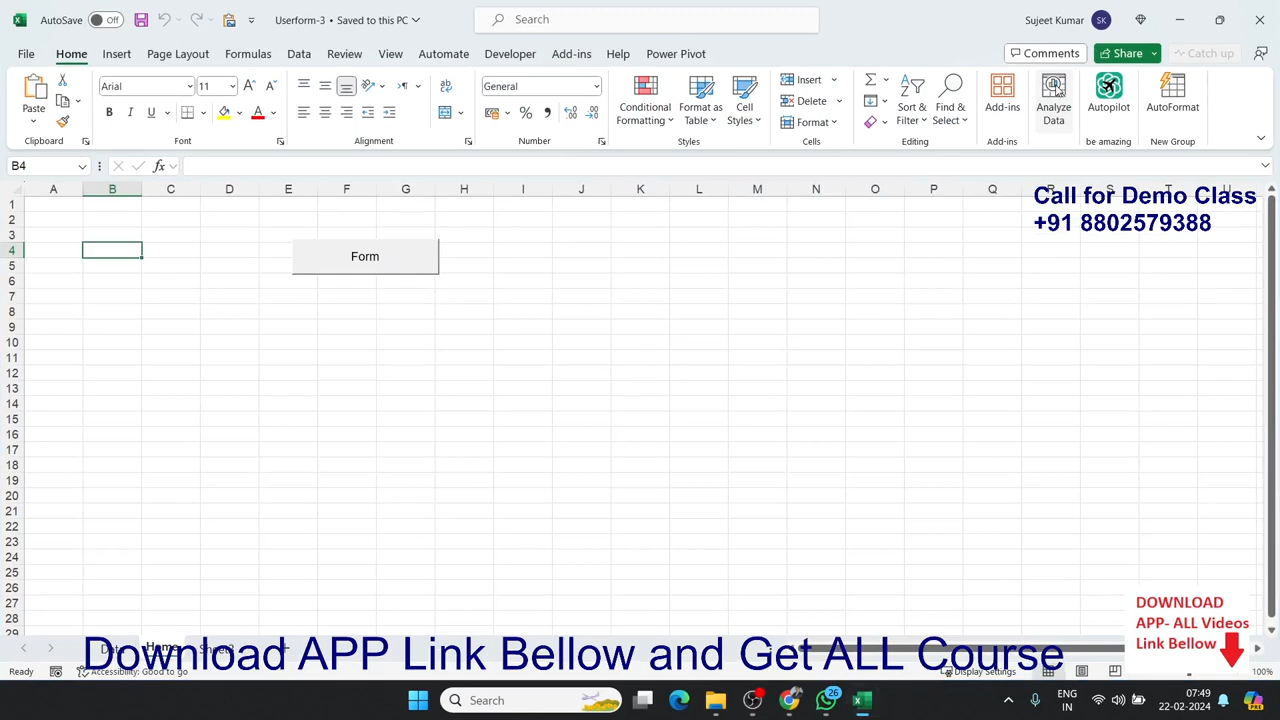 AutoSave Off Userform-3 • Saved to this PC Search Sujeet Kumar SK
File Home Insert Page Layout Formulas Data Review View Automate Developer Add-ins Help Power Pivot Comments Share Catch up
Paste Arial 11 General Conditional Formatting Format as Table Cell Styles Insert Delete Format Sort & Filter Find & Select Add-ins Analyze Data Autopilot AutoFormat
Clipboard Font Alignment Number Styles Cells Editing Add-ins be amazing New Group
B4 fx
A B C D E F G H I J K L M N O P Q R S T U
Call for Demo Class
+91 8802579388
1
2
3
4
5
6
7
8
9
10
11
12
13
14
15
16
17
18
19
20
21
22
23
24
25
26
27
28
29
Form
DOWNLOAD
APP- ALL Videos
Link Bellow
Download APP Link Bellow and Get ALL Course
Ready Accessibility: Good to go Display Settings 100%
Search 26 ENG IN 07:49 22-02-2024